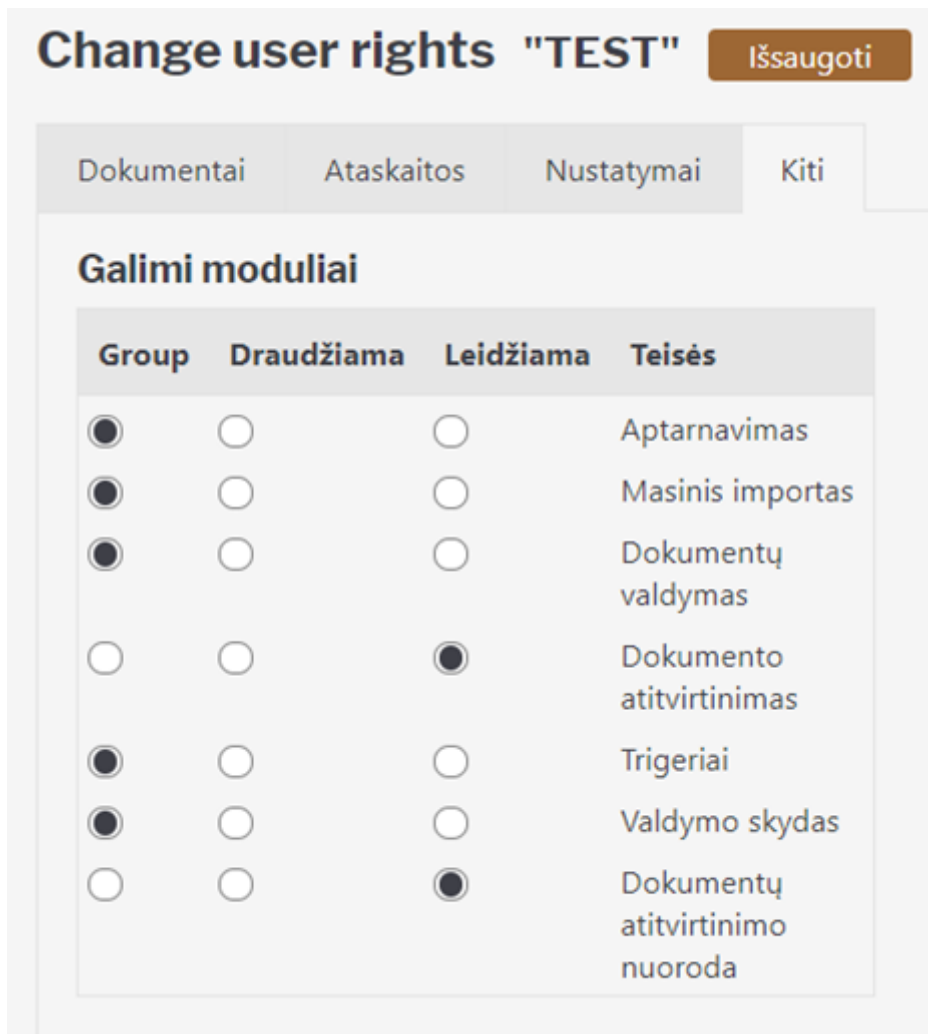 Change user rights "TEST" Išsaugoti
Dokumentai Ataskaitos Nustatymai Kiti
Galimi moduliai
Group Draudžiama Leidžiama Teisės
Aptarnavimas
Masinis importas
Dokumentų
valdymas
Dokumento
atitvirtinimas
Trigeriai
Valdymo skydas
Dokumentų
atitvirtinimo
nuoroda